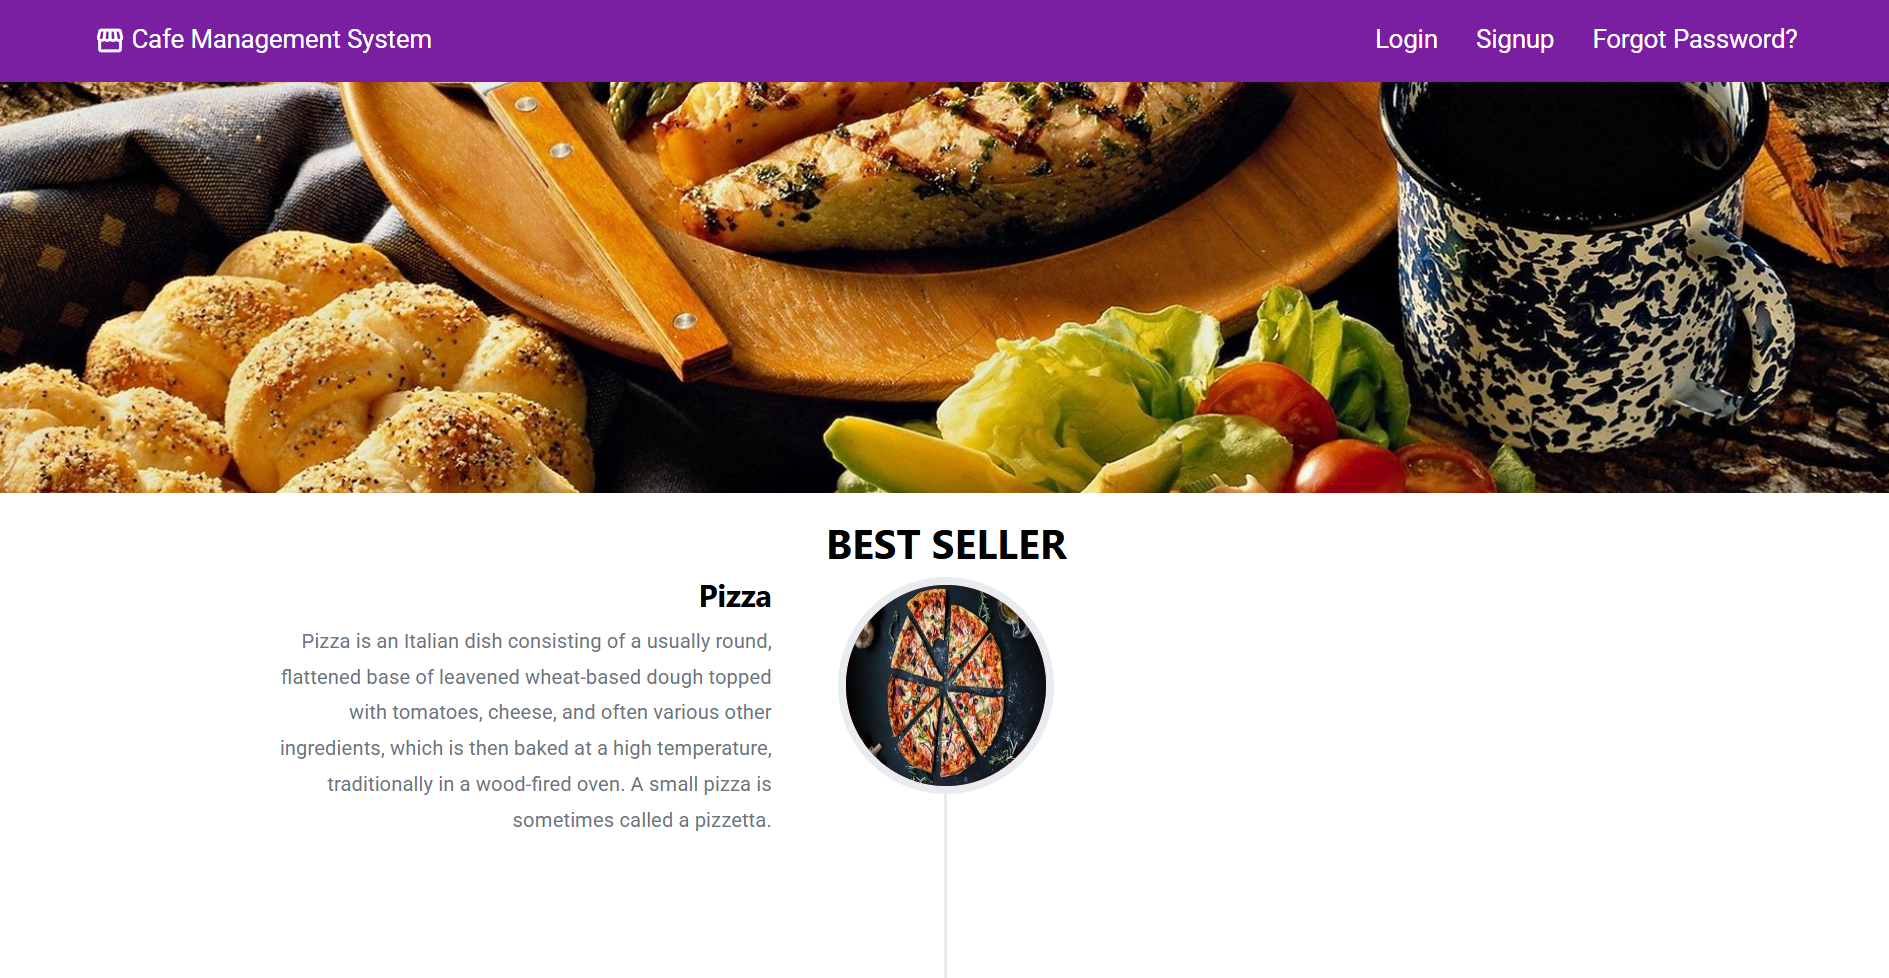 Cafe Management System
Login Signup Forgot Password?
BEST SELLER
Pizza
Pizza is an Italian dish consisting of a usually round,
flattened base of leavened wheat-based dough topped
with tomatoes, cheese, and often various other
ingredients, which is then baked at a high temperature,
traditionally in a wood-fired oven. A small pizza is
sometimes called a pizzetta.